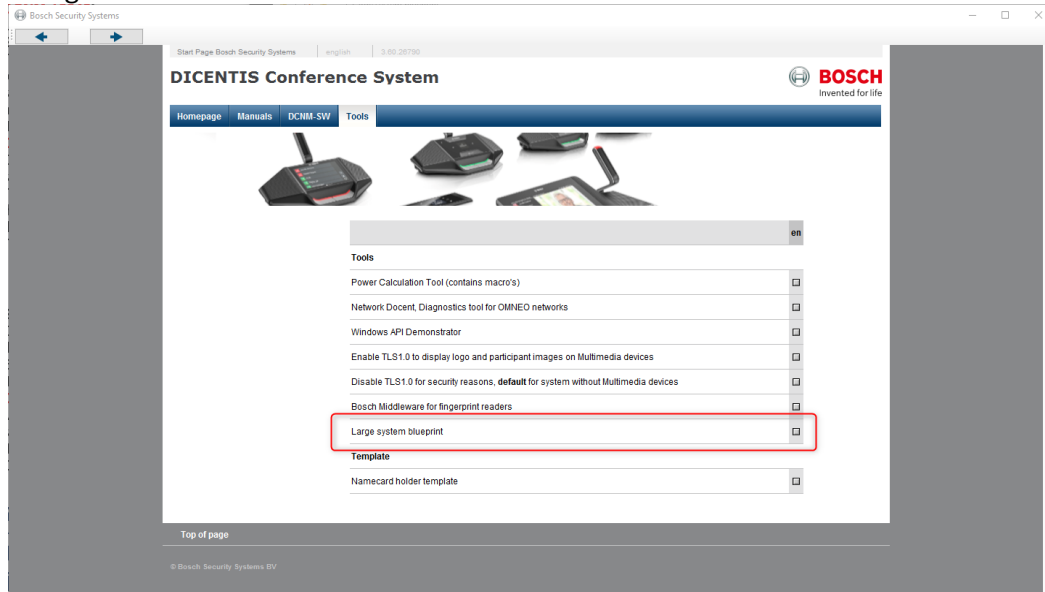 Bosch Security Systems
Start Page Bosch Security Systems english 3.60.26790
DICENTIS Conference System
BOSCH
Invented for life
Homepage Manuals DCNM-SW Tools
en
Tools
Power Calculation Tool (contains macro's)
Network Docent, Diagnostics tool for OMNEO networks
Windows API Demonstrator
Enable TLS1.0 to display logo and participant images on Multimedia devices
Disable TLS1.0 for security reasons, default for system without Multimedia devices
Bosch Middleware for fingerprint readers
Large system blueprint
Template
Namecard holder template
Top of page
© Bosch Security Systems BV